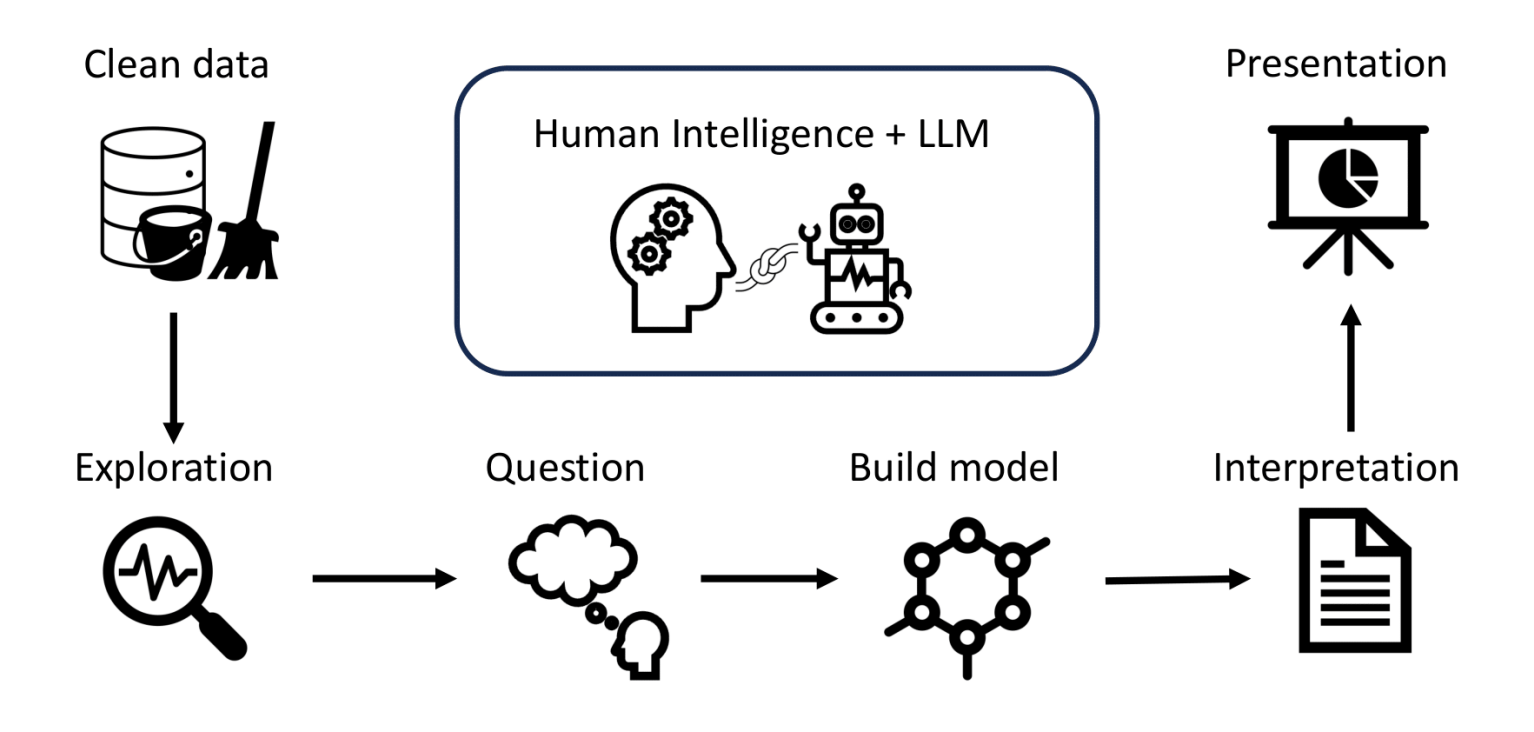 Clean data
Human Intelligence + LLM
Presentation
Exploration
Question
Build model
Interpretation